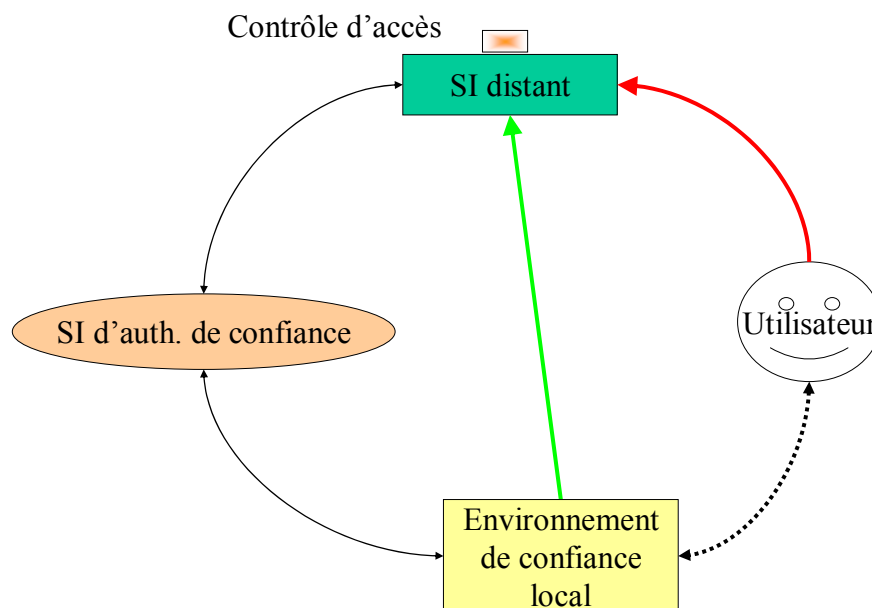 Contrôle d’accès
SI distant
SI d’auth. de confiance
Utilisateur
Environnement
de confiance
local